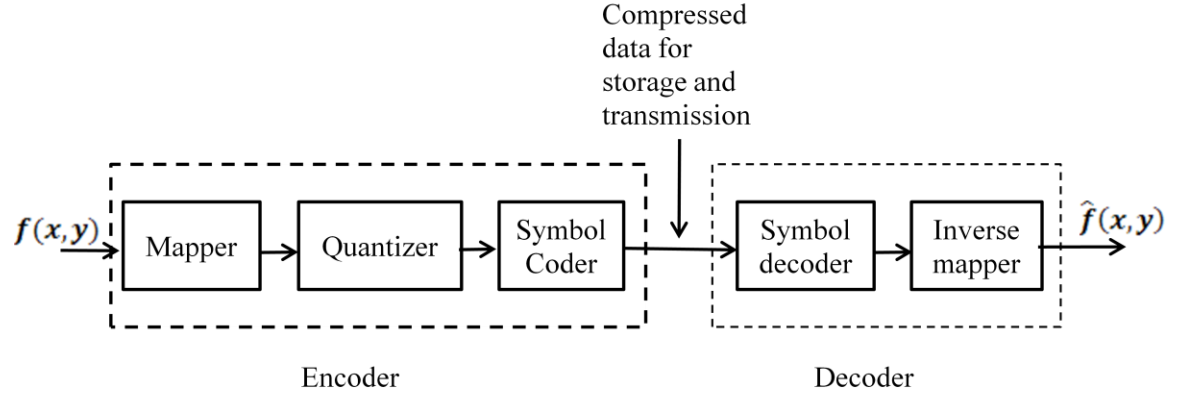 Compressed
data for
storage and
transmission
f(x,y)
Mapper
Quantizer
Symbol
Coder
Symbol
decoder
Inverse
mapper
f̂(x,y)
Encoder
Decoder